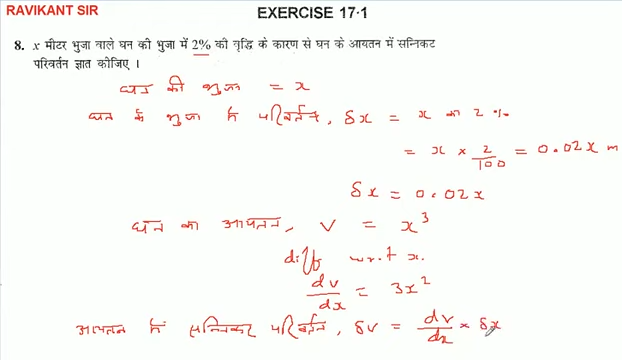 RAVIKANT SIR
EXERCISE 17·1
8. x मीटर भुजा वाले घन की भुजा में 2% की वृद्धि के कारण से घन के आयतन में सन्निकट
परिवर्तन ज्ञात कीजिए ।
घन की भुजा = x
घन के भुजा में परिवर्तन, δx = x का 2 %
= x × 2/100 = 0.02x m
δx = 0.02x
घन का आयतन, V = x³
diff w.r.t x.
dv/dx = 3x²
आयतन में सन्निकट परिवर्तन, δV = dv/dx × δx